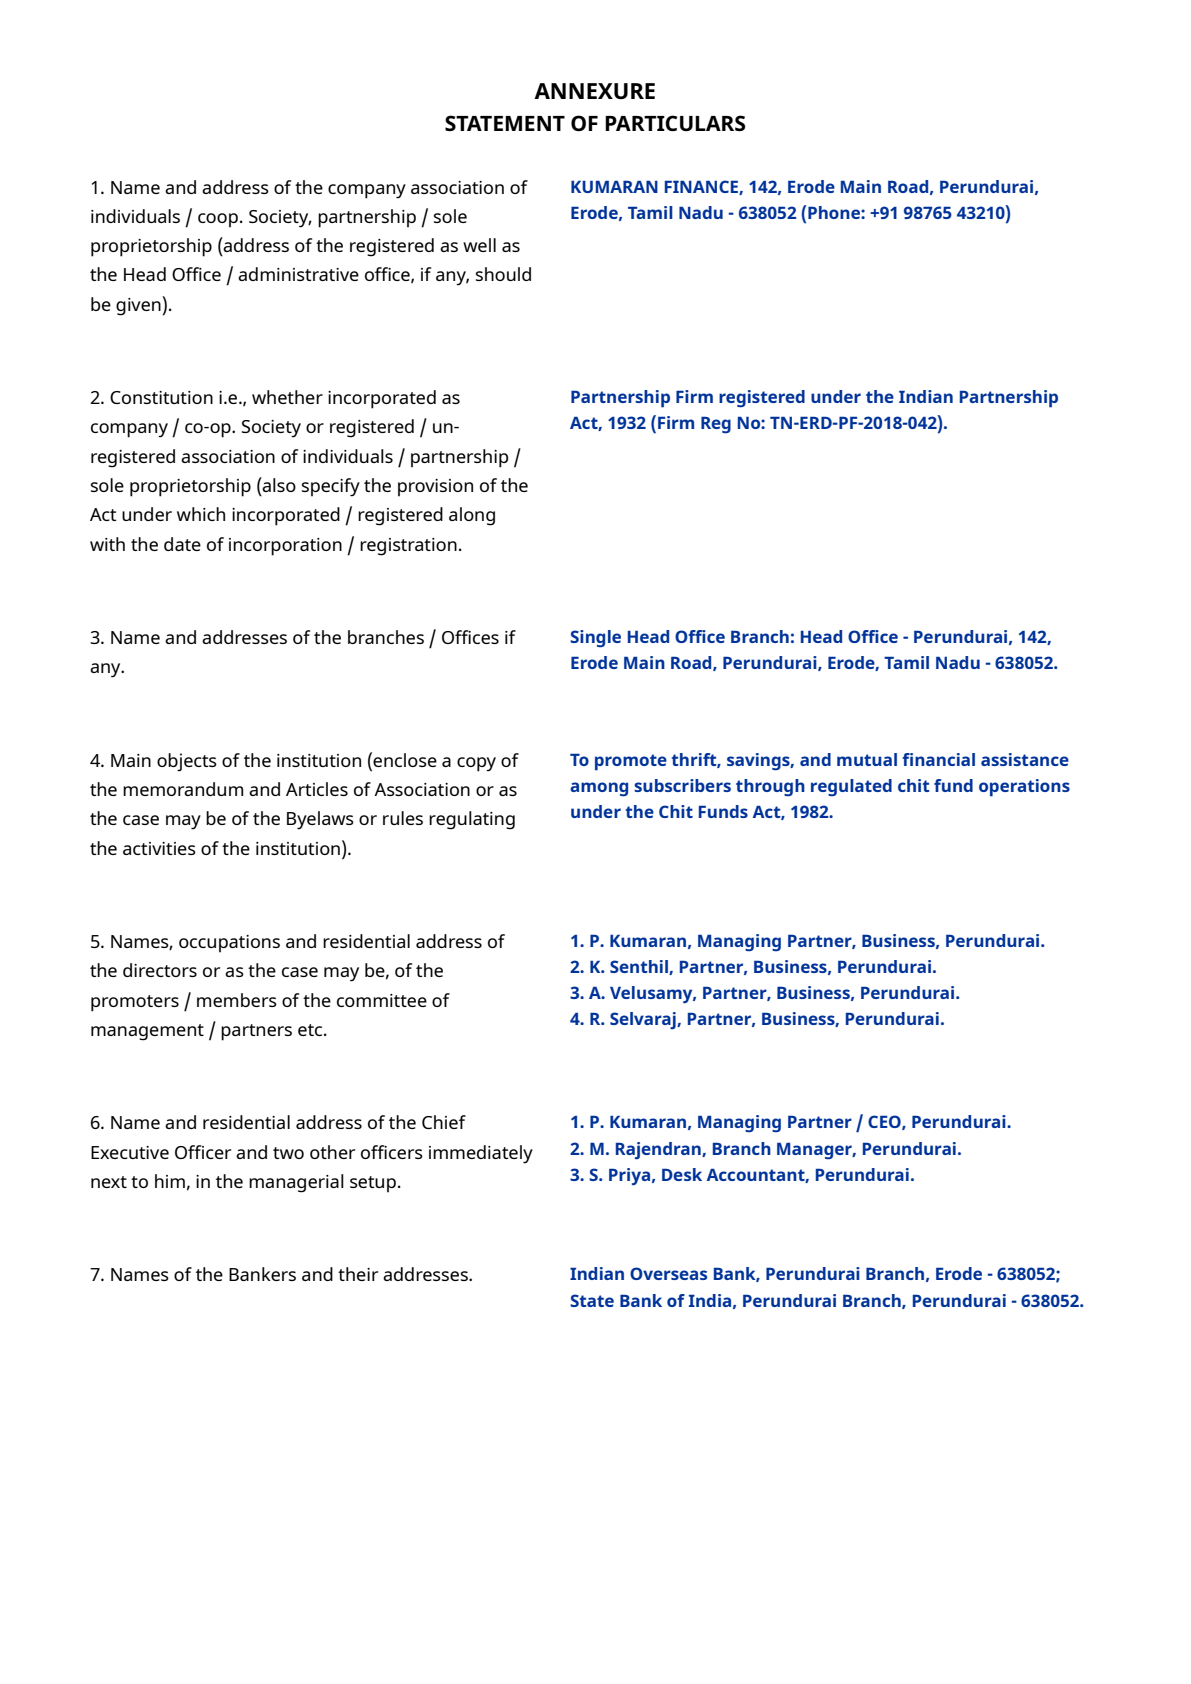 ANNEXURE
STATEMENT OF PARTICULARS
1. Name and address of the company association of
individuals / coop. Society, partnership / sole
proprietorship (address of the registered as well as
the Head Office / administrative office, if any, should
be given).
KUMARAN FINANCE, 142, Erode Main Road, Perundurai,
Erode, Tamil Nadu - 638052 (Phone: +91 98765 43210)
2. Constitution i.e., whether incorporated as
company / co-op. Society or registered / un-
registered association of individuals / partnership /
sole proprietorship (also specify the provision of the
Act under which incorporated / registered along
with the date of incorporation / registration.
Partnership Firm registered under the Indian Partnership
Act, 1932 (Firm Reg No: TN-ERD-PF-2018-042).
3. Name and addresses of the branches / Offices if
any.
Single Head Office Branch: Head Office - Perundurai, 142,
Erode Main Road, Perundurai, Erode, Tamil Nadu - 638052.
4. Main objects of the institution (enclose a copy of
the memorandum and Articles of Association or as
the case may be of the Byelaws or rules regulating
the activities of the institution).
To promote thrift, savings, and mutual financial assistance
among subscribers through regulated chit fund operations
under the Chit Funds Act, 1982.
5. Names, occupations and residential address of
the directors or as the case may be, of the
promoters / members of the committee of
management / partners etc.
1. P. Kumaran, Managing Partner, Business, Perundurai.
2. K. Senthil, Partner, Business, Perundurai.
3. A. Velusamy, Partner, Business, Perundurai.
4. R. Selvaraj, Partner, Business, Perundurai.
6. Name and residential address of the Chief
Executive Officer and two other officers immediately
next to him, in the managerial setup.
1. P. Kumaran, Managing Partner / CEO, Perundurai.
2. M. Rajendran, Branch Manager, Perundurai.
3. S. Priya, Desk Accountant, Perundurai.
7. Names of the Bankers and their addresses.
Indian Overseas Bank, Perundurai Branch, Erode - 638052;
State Bank of India, Perundurai Branch, Perundurai - 638052.